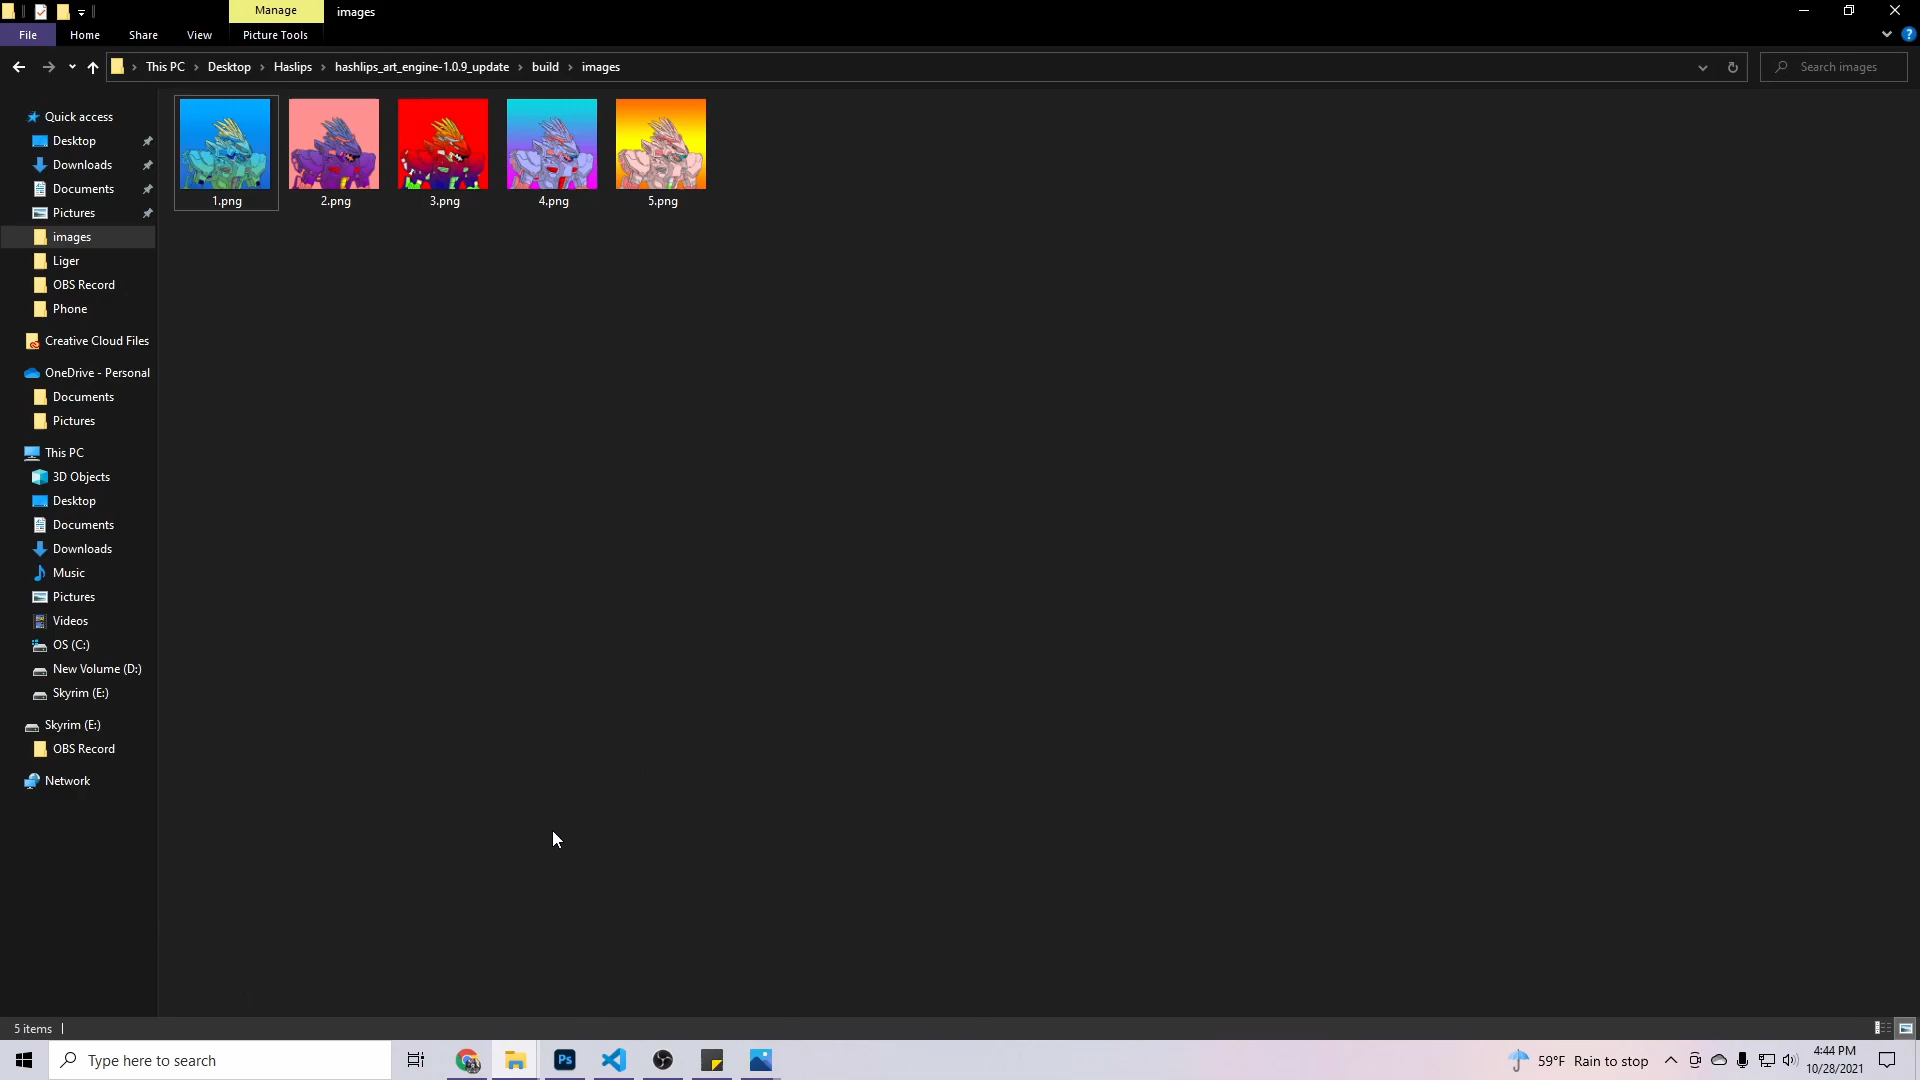 Manage
images
File
Home
Share
View
Picture Tools
This PC
Desktop
Haslips
hashlips_art_engine-1.0.9_update
build
images
Search images
Quick access
Desktop
Downloads
Documents
Pictures
images
Liger
OBS Record
Phone
Creative Cloud Files
OneDrive - Personal
Documents
Pictures
This PC
3D Objects
Desktop
Documents
Downloads
Music
Pictures
Videos
OS (C:)
New Volume (D:)
Skyrim (E:)
Skyrim (E:)
OBS Record
Network
1.png
2.png
3.png
4.png
5.png
5 items
Type here to search
Ps
59°F Rain to stop
4:44 PM
10/28/2021